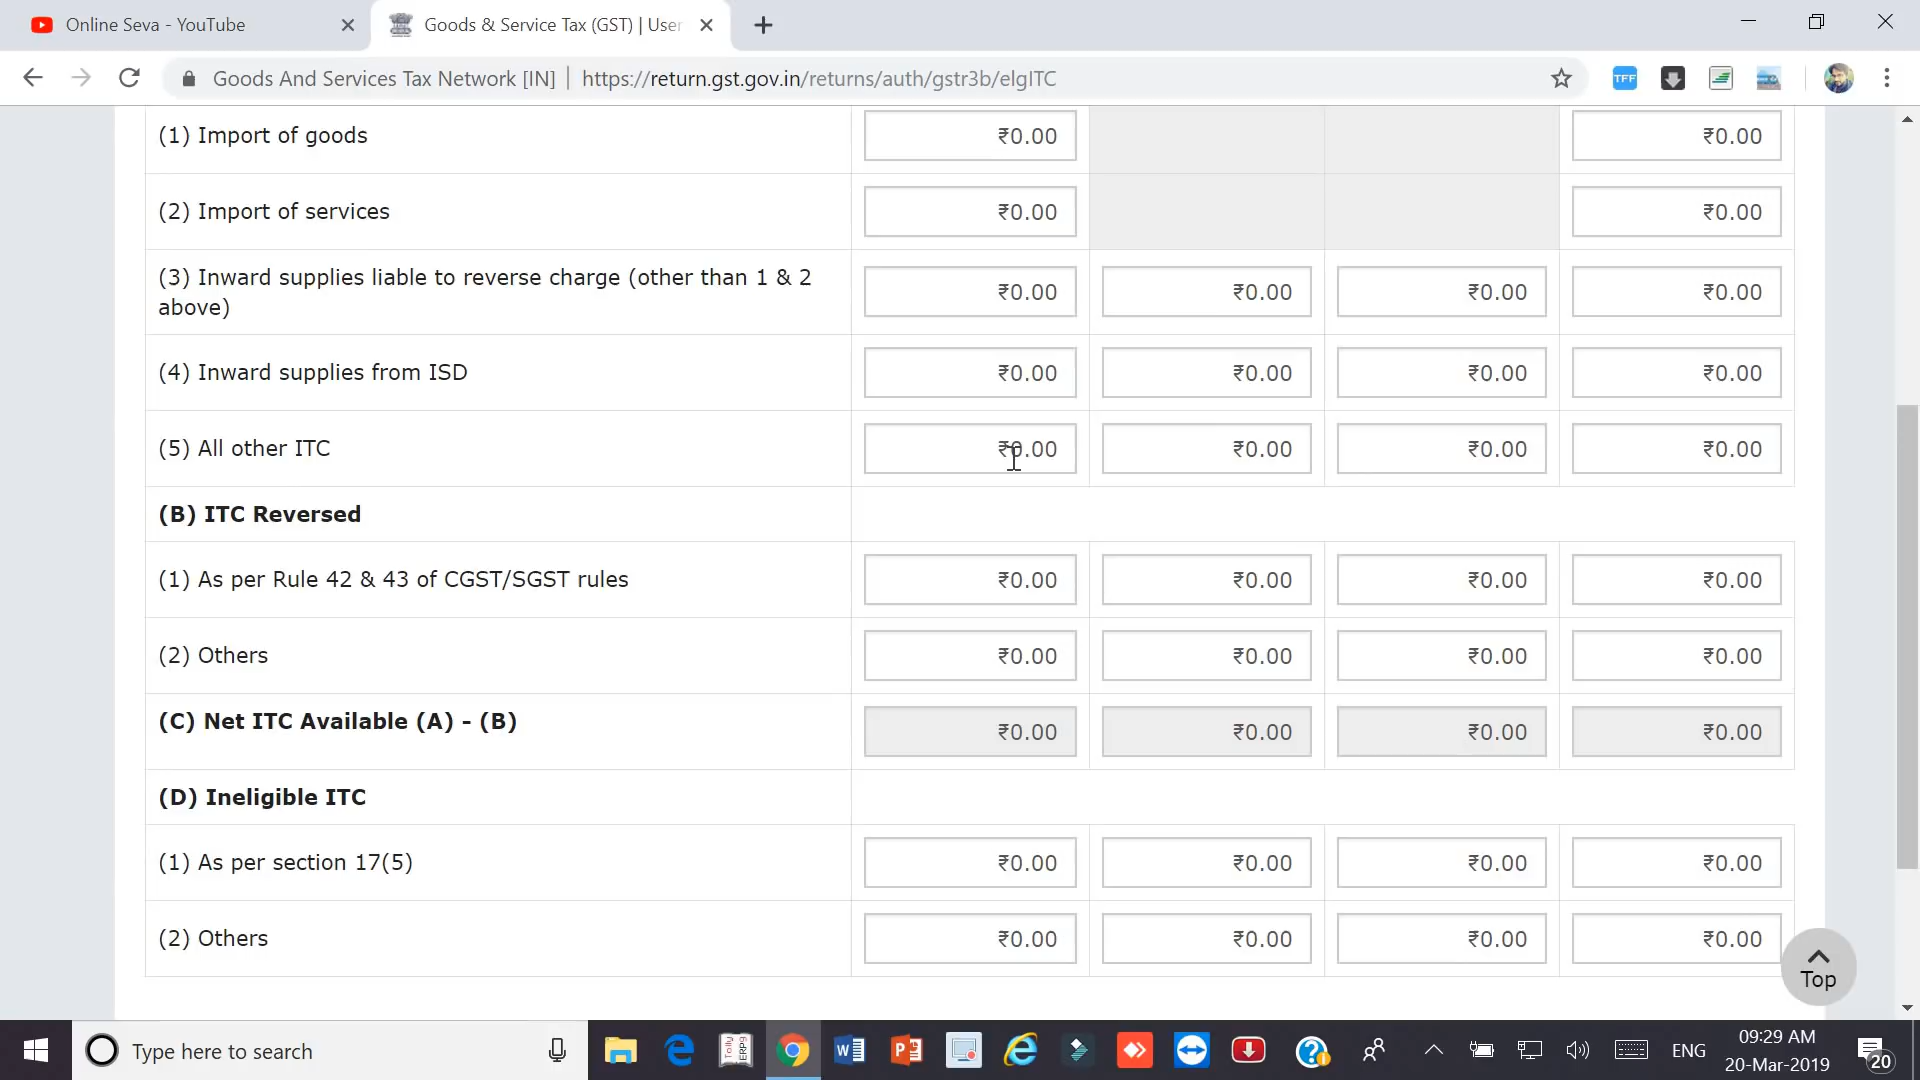 Online Seva - YouTube
Goods & Service Tax (GST) | User
Goods And Services Tax Network [IN] | https://return.gst.gov.in/returns/auth/gstr3b/elgITC
TFF
(1) Import of goods ₹0.00 ₹0.00
(2) Import of services ₹0.00 ₹0.00
(3) Inward supplies liable to reverse charge (other than 1 & 2
above) ₹0.00 ₹0.00 ₹0.00 ₹0.00
(4) Inward supplies from ISD ₹0.00 ₹0.00 ₹0.00 ₹0.00
(5) All other ITC ₹0.00 ₹0.00 ₹0.00 ₹0.00
(B) ITC Reversed
(1) As per Rule 42 & 43 of CGST/SGST rules ₹0.00 ₹0.00 ₹0.00 ₹0.00
(2) Others ₹0.00 ₹0.00 ₹0.00 ₹0.00
(C) Net ITC Available (A) - (B) ₹0.00 ₹0.00 ₹0.00 ₹0.00
(D) Ineligible ITC
(1) As per section 17(5) ₹0.00 ₹0.00 ₹0.00 ₹0.00
(2) Others ₹0.00 ₹0.00 ₹0.00 ₹0.00
Top
Type here to search
Tally ERP9
ENG
09:29 AM
20-Mar-2019
20